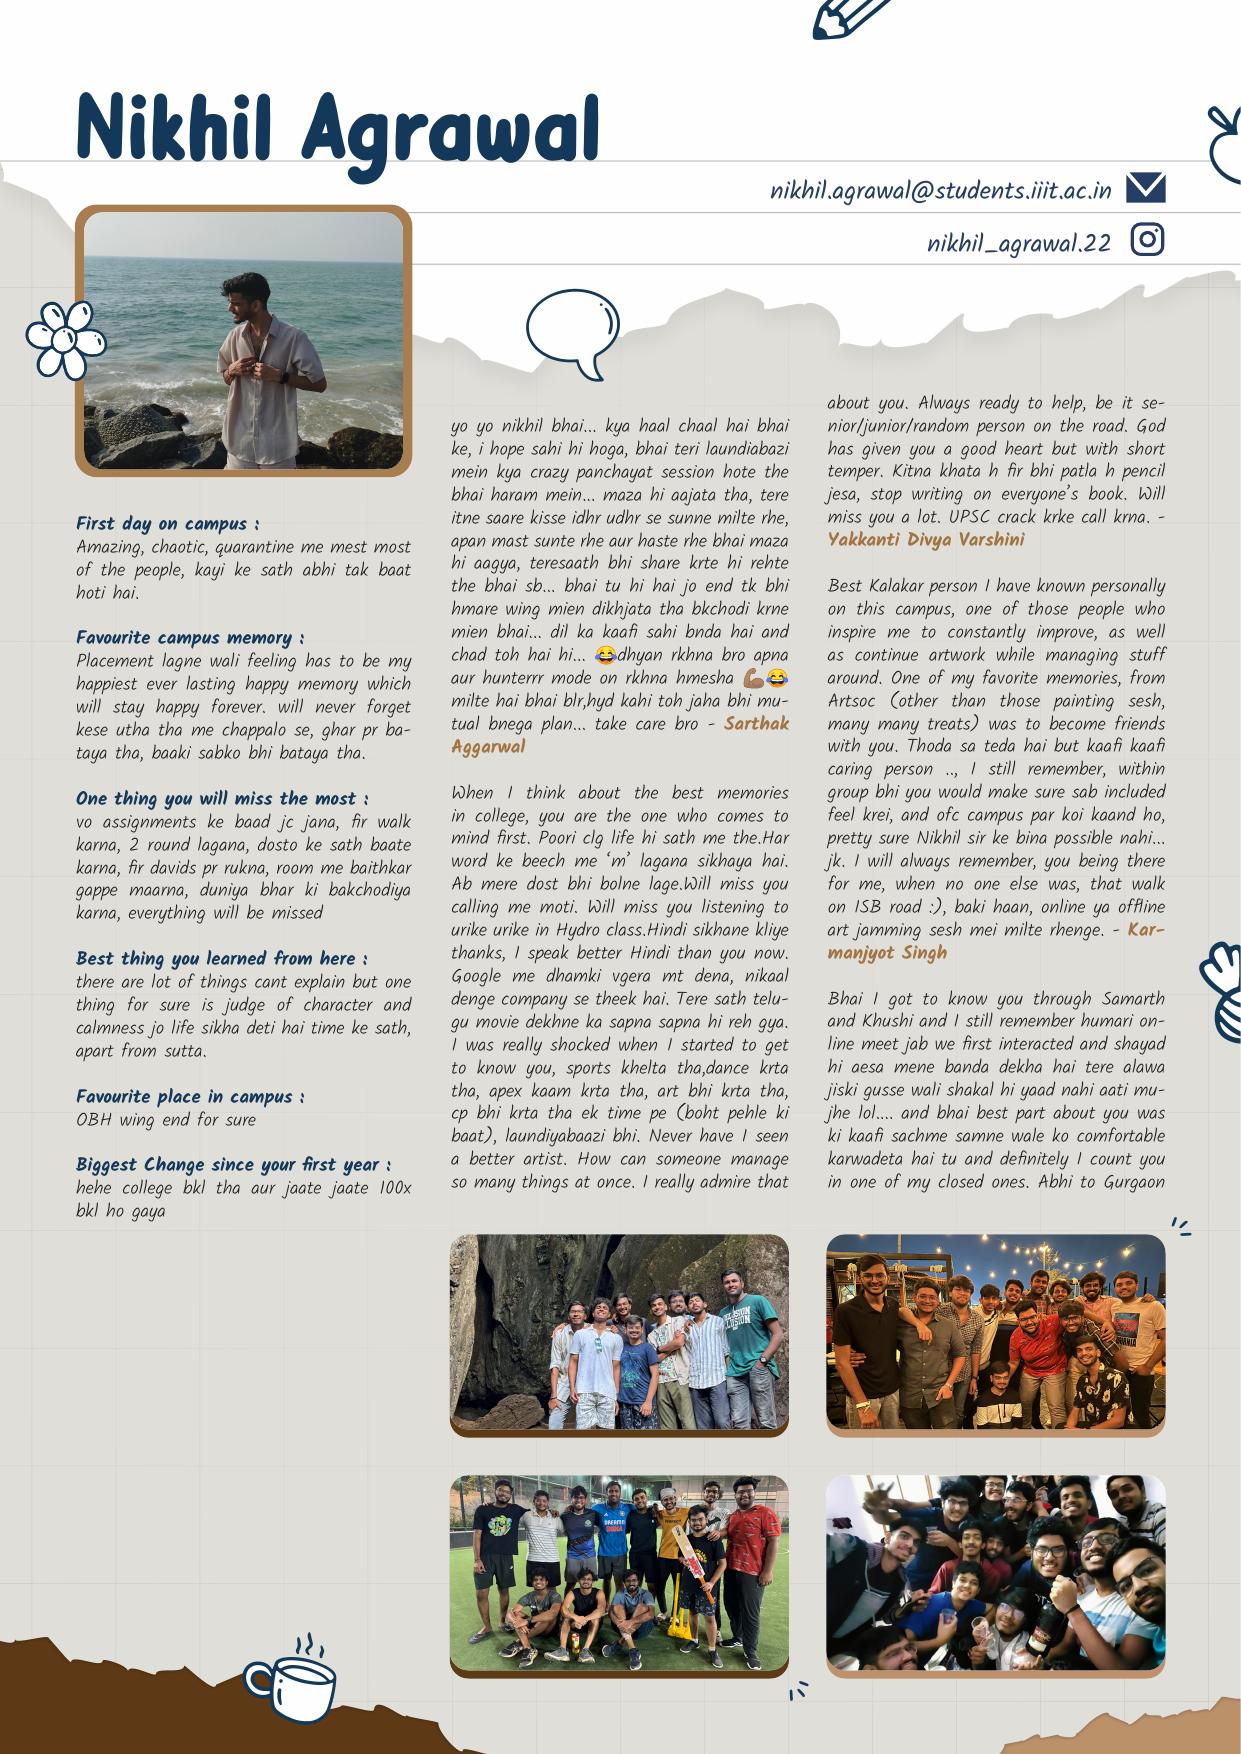 Nikhil Agrawal
nikhil.agrawal@students.iiit.ac.in
nikhil_agrawal.22
First day on campus :
Amazing, chaotic, quarantine me mest most
of the people, kayi ke sath abhi tak baat
hoti hai.
Favourite campus memory :
Placement lagne wali feeling has to be my
happiest ever lasting happy memory which
will stay happy forever. will never forget
kese utha tha me chappalo se, ghar pr ba-
taya tha, baaki sabko bhi bataya tha.
One thing you will miss the most :
vo assignments ke baad jc jana, fir walk
karna, 2 round lagana, dosto ke sath baate
karna, fir davids pr rukna, room me baithkar
gappe maarna, duniya bhar ki bakchodiya
karna, everything will be missed
Best thing you learned from here :
there are lot of things cant explain but one
thing for sure is judge of character and
calmness jo life sikha deti hai time ke sath,
apart from sutta.
Favourite place in campus :
OBH wing end for sure
Biggest Change since your first year :
hehe college bkl tha aur jaate jaate 100x
bkl ho gaya
yo yo nikhil bhai... kya haal chaal hai bhai
ke, i hope sahi hi hoga, bhai teri laundiabazi
mein kya crazy panchayat session hote the
bhai haram mein... maza hi aajata tha, tere
itne saare kisse idhr udhr se sunne milte rhe,
apan mast sunte rhe aur haste rhe bhai maza
hi aagya, teresaath bhi share krte hi rehte
the bhai sb... bhai tu hi hai jo end tk bhi
hmare wing mien dikhjata tha bkchodi krne
mien bhai... dil ka kaafi sahi bnda hai and
chad toh hai hi... 😂dhyan rkhna bro apna
aur hunterrr mode on rkhna hmesha 💪🏽😂
milte hai bhai blr,hyd kahi toh jaha bhi mu-
tual bnega plan... take care bro - Sarthak
Aggarwal
When I think about the best memories
in college, you are the one who comes to
mind first. Poori clg life hi sath me the.Har
word ke beech me ‘m’ lagana sikhaya hai.
Ab mere dost bhi bolne lage.Will miss you
calling me moti. Will miss you listening to
urike urike in Hydro class.Hindi sikhane kliye
thanks, I speak better Hindi than you now.
Google me dhamki vgera mt dena, nikaal
denge company se theek hai. Tere sath telu-
gu movie dekhne ka sapna sapna hi reh gya.
I was really shocked when I started to get
to know you, sports khelta tha,dance krta
tha, apex kaam krta tha, art bhi krta tha,
cp bhi krta tha ek time pe (boht pehle ki
baat), laundiyabaazi bhi. Never have I seen
a better artist. How can someone manage
so many things at once. I really admire that
about you. Always ready to help, be it se-
nior/junior/random person on the road. God
has given you a good heart but with short
temper. Kitna khata h fir bhi patla h pencil
jesa, stop writing on everyone’s book. Will
miss you a lot. UPSC crack krke call krna. -
Yakkanti Divya Varshini
Best Kalakar person I have known personally
on this campus, one of those people who
inspire me to constantly improve, as well
as continue artwork while managing stuff
around. One of my favorite memories, from
Artsoc (other than those painting sesh,
many many treats) was to become friends
with you. Thoda sa teda hai but kaafi kaafi
caring person .., I still remember, within
group bhi you would make sure sab included
feel krei, and ofc campus par koi kaand ho,
pretty sure Nikhil sir ke bina possible nahi...
jk. I will always remember, you being there
for me, when no one else was, that walk
on ISB road :), baki haan, online ya offline
art jamming sesh mei milte rhenge. - Kar-
manjyot Singh
Bhai I got to know you through Samarth
and Khushi and I still remember humari on-
line meet jab we first interacted and shayad
hi aesa mene banda dekha hai tere alawa
jiski gusse wali shakal hi yaad nahi aati mu-
jhe lol.... and bhai best part about you was
ki kaafi sachme samne wale ko comfortable
karwadeta hai tu and definitely I count you
in one of my closed ones. Abhi to Gurgaon